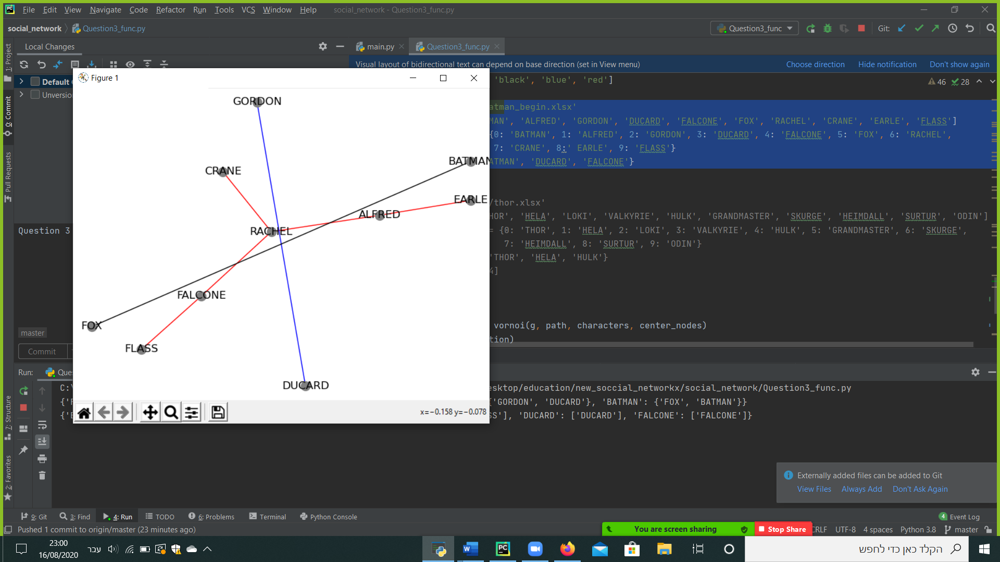 File Edit View Navigate Code Refactor Run Tools VCS Window Help social_network - Question3_func.py
social_network Question3_func.py Question3_func Git:
Local Changes main.py Question3_func.py
Visual layout of bidirectional text can depend on base direction (set in View menu) Choose direction Hide notification Don't show again
1: Project
0: Commit
Pull Requests
7: Structure
2: Favorites
Default
Unversion
Question 3
master
Commit
Figure 1
GORDON
BATMAN
CRANE
EARLE
ALFRED
RACHEL
FALCONE
FOX
FLASS
DUCARD
x=−0.158 y=−0.078
'black', 'blue', 'red']
46 28
atman_begin.xlsx'
MAN', 'ALFRED', 'GORDON', 'DUCARD', 'FALCONE', 'FOX', 'RACHEL', 'CRANE', 'EARLE', 'FLASS']
{0: 'BATMAN', 1: 'ALFRED', 2: 'GORDON', 3: 'DUCARD', 4: 'FALCONE', 5: 'FOX', 6: 'RACHEL',
7: 'CRANE', 8:' EARLE', 9: 'FLASS'}
ATMAN', 'DUCARD', 'FALCONE'}
/thor.xlsx'
HOR', 'HELA', 'LOKI', 'VALKYRIE', 'HULK', 'GRANDMASTER', 'SKURGE', 'HEIMDALL', 'SURTUR', 'ODIN']
= {0: 'THOR', 1: 'HELA', 2: 'LOKI', 3: 'VALKYRIE', 4: 'HULK', 5: 'GRANDMASTER', 6: 'SKURGE',
7: 'HEIMDALL', 8: 'SURTUR', 9: 'ODIN'}
'THOR', 'HELA', 'HULK'}
4]
vornoi(g, path, characters, center_nodes)
tion)
Run: Que
C:\ esktop/education/new_soccial_networkx/social_network/Question3_func.py
{'F {'GORDON', 'DUCARD'}, 'BATMAN': {'FOX', 'BATMAN'}}
{'B SS'], 'DUCARD': ['DUCARD'], 'FALCONE': ['FALCONE']}
Externally added files can be added to Git
View Files Always Add Don't Ask Again
9: Git 3: Find 4: Run TODO 6: Problems Terminal Python Console 4 Event Log
Pushed 1 commit to origin/master (23 minutes ago) You are screen sharing Stop Share CRLF UTF-8 4 spaces Python 3.8 master
23:00
16/08/2020
עבר
הקלד כאן כדי לחפש